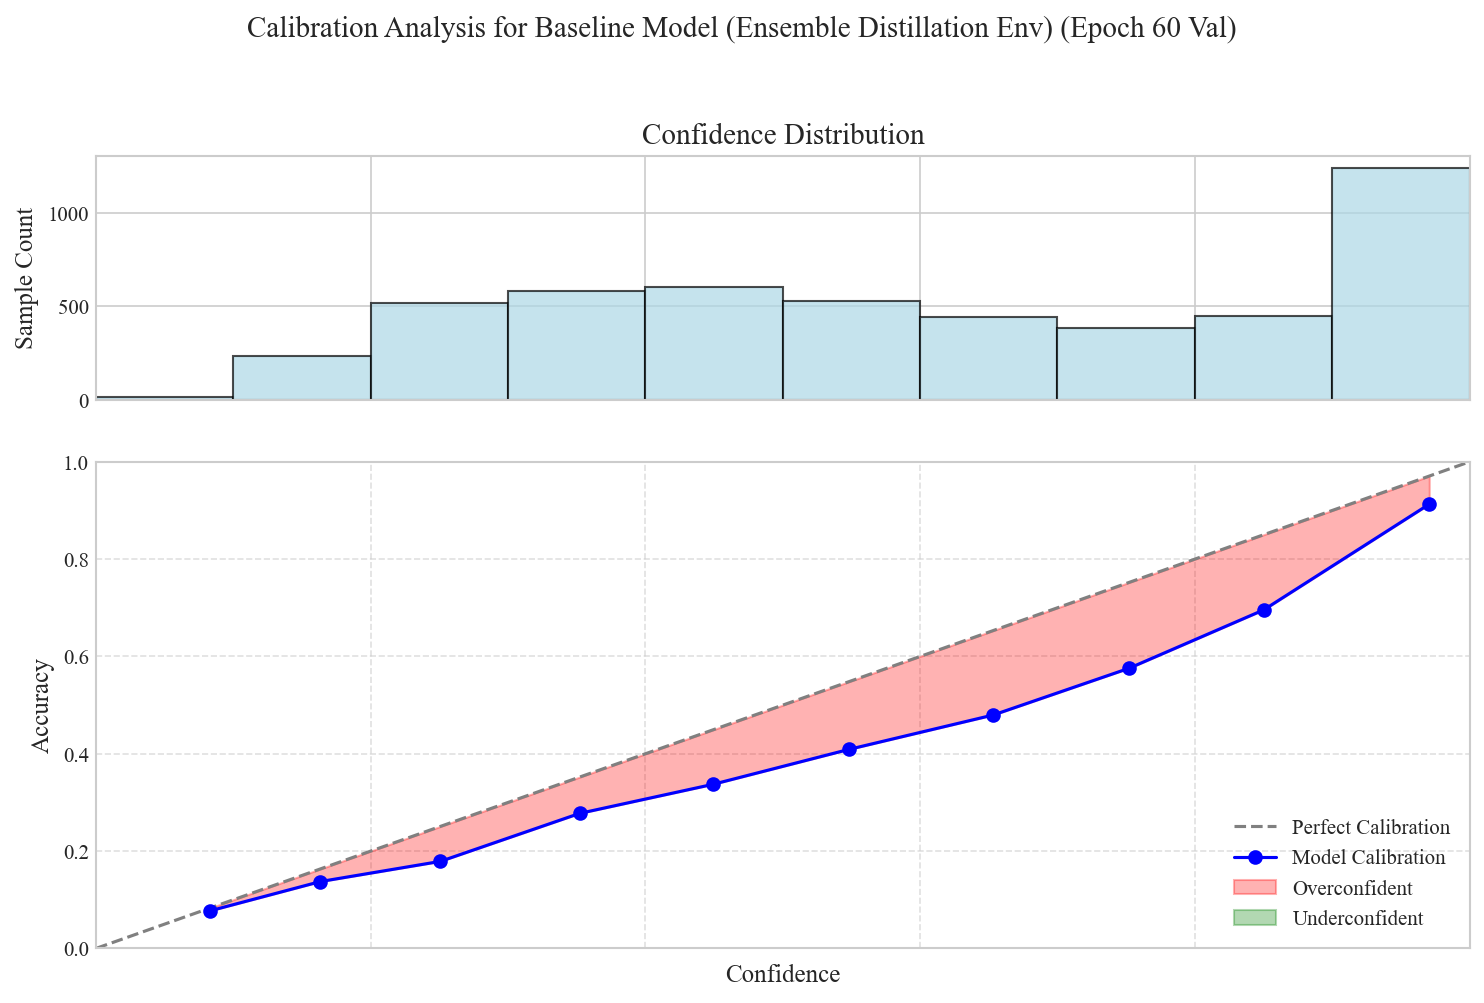 Calibration Analysis for Baseline Model (Ensemble Distillation Env) (Epoch 60 Val)
Confidence Distribution
Sample Count
1000
500
0
Accuracy
1.0
0.8
0.6
0.4
0.2
0.0
Perfect Calibration
Model Calibration
Overconfident
Underconfident
Confidence